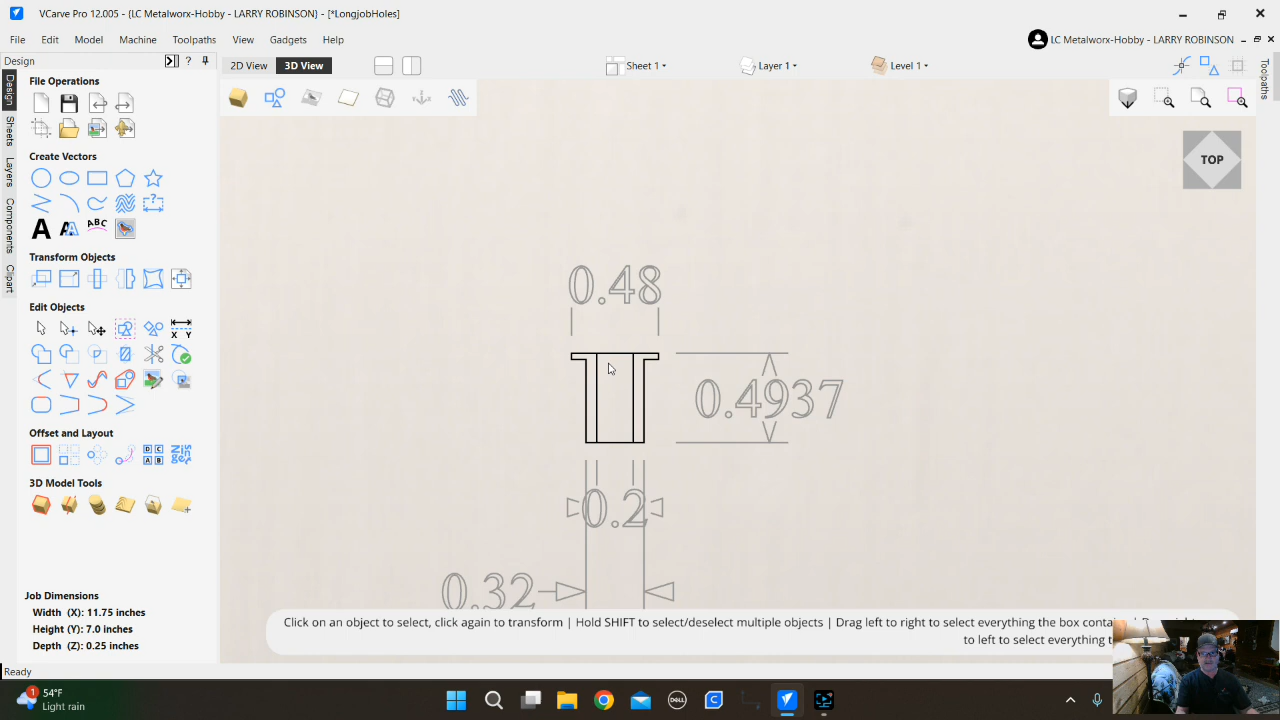 VCarve Pro 12.005 - {LC Metalworx-Hobby - LARRY ROBINSON} - [*LongjobHoles]
File Edit Model Machine Toolpaths View Gadgets Help
LC Metalworx-Hobby - LARRY ROBINSON
Design
2D View 3D View Sheet 1 Layer 1 Level 1
Toolpaths
Design
Sheets
Layers
Components
Clipart
File Operations
Create Vectors
A A ABC
Transform Objects
Edit Objects
X Y
Offset and Layout
D C
A B
3D Model Tools
Job Dimensions
Width (X): 11.75 inches
Height (Y): 7.0 inches
Depth (Z): 0.25 inches
TOP
0.48
0.4937
0.2
0.32
Click on an object to select, click again to transform | Hold SHIFT to select/deselect multiple objects | Drag left to right to select everything the box
to left to select everything
Ready
1
54°F
Light rain
DELL